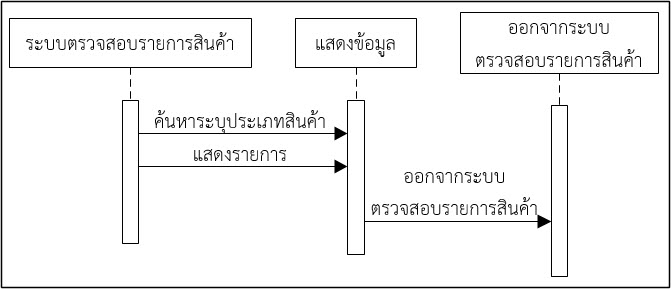 ระบบตรวจสอบรายการสินค้า
แสดงข้อมูล
ออกจากระบบ
ตรวจสอบรายการสินค้า
ค้นหาระบุประเภทสินค้า
แสดงรายการ
ออกจากระบบ
ตรวจสอบรายการสินค้า